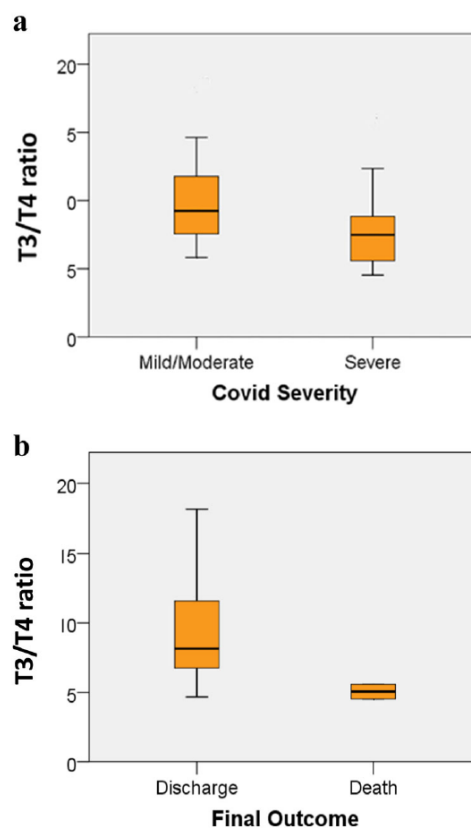 a
T3/T4 ratio
20
5
0
5
0
Mild/Moderate
Severe
Covid Severity
b
T3/T4 ratio
20
15
10
5
0
Discharge
Death
Final Outcome